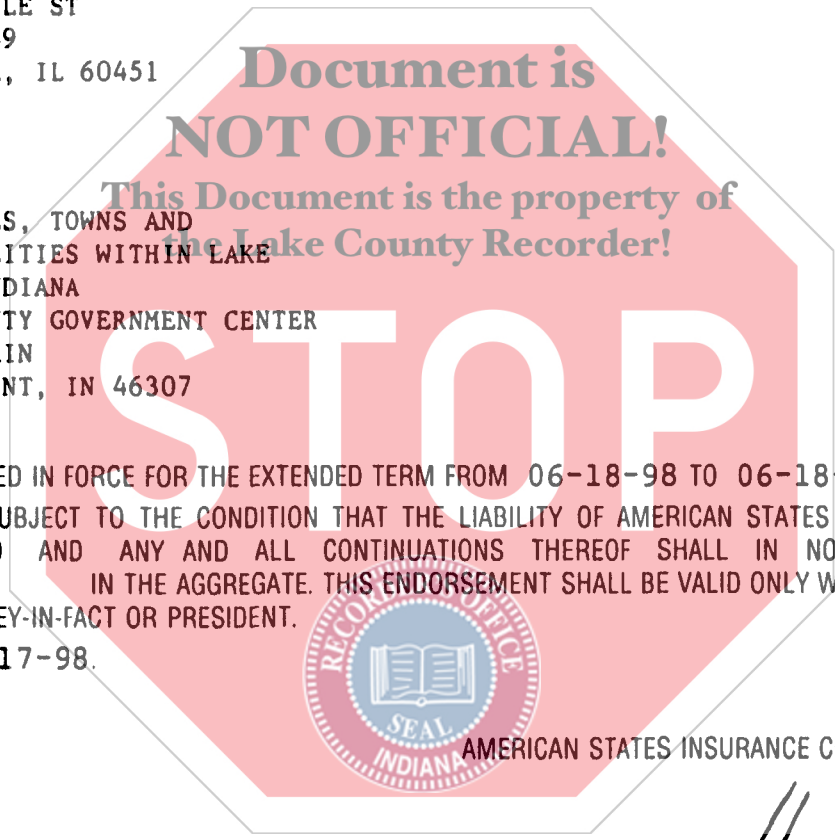 LE ST
9
., IL 60451
Document is
NOT OFFICIAL!
This Document is the property of
the Lake County Recorder!
S, TOWNS AND
ITIES WITHIN LAKE
DIANA
TY GOVERNMENT CENTER
IN
NT, IN 46307
STOP
ED IN FORCE FOR THE EXTENDED TERM FROM 06-18-98 TO 06-18-
UBJECT TO THE CONDITION THAT THE LIABILITY OF AMERICAN STATES
AND ANY AND ALL CONTINUATIONS THEREOF SHALL IN NO
IN THE AGGREGATE. THIS ENDORSEMENT SHALL BE VALID ONLY W
EY-IN-FACT OR PRESIDENT.
17-98.
RECORDER'S OFFICE
SEAL
INDIANA
AMERICAN STATES INSURANCE C